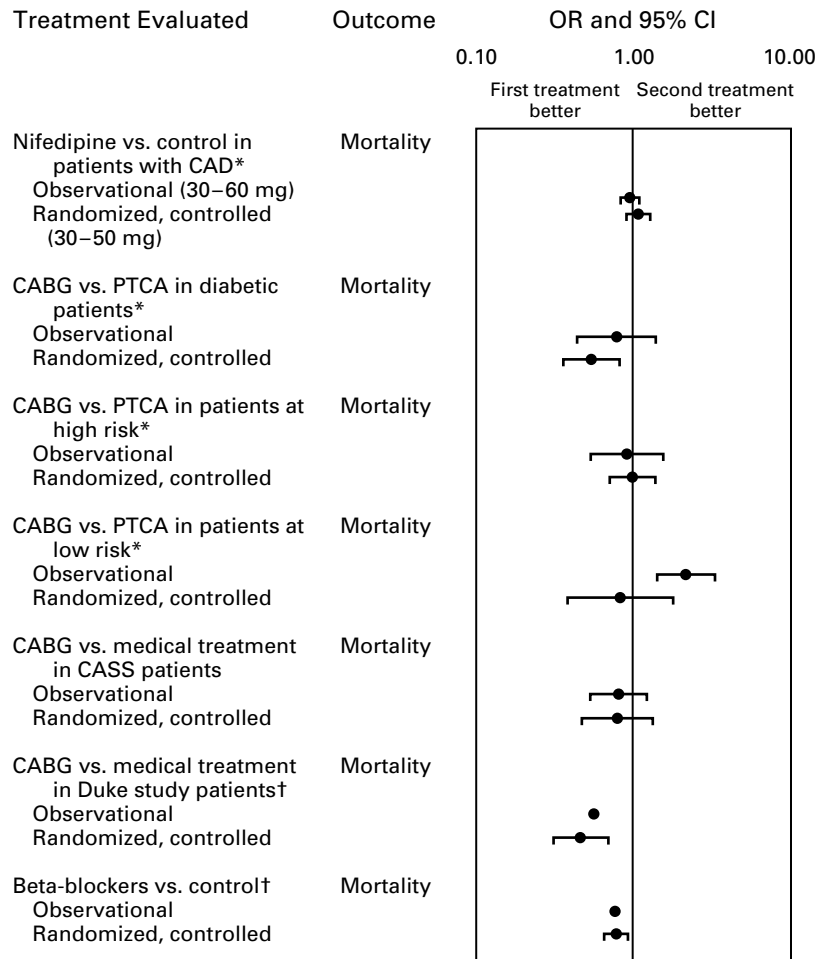 Treatment Evaluated Outcome OR and 95% CI
0.10 1.00 10.00
First treatment better Second treatment better
Nifedipine vs. control in Mortality
patients with CAD*
Observational (30–60 mg)
Randomized, controlled
(30–50 mg)
CABG vs. PTCA in diabetic Mortality
patients*
Observational
Randomized, controlled
CABG vs. PTCA in patients at Mortality
high risk*
Observational
Randomized, controlled
CABG vs. PTCA in patients at Mortality
low risk*
Observational
Randomized, controlled
CABG vs. medical treatment Mortality
in CASS patients
Observational
Randomized, controlled
CABG vs. medical treatment Mortality
in Duke study patients†
Observational
Randomized, controlled
Beta-blockers vs. control† Mortality
Observational
Randomized, controlled